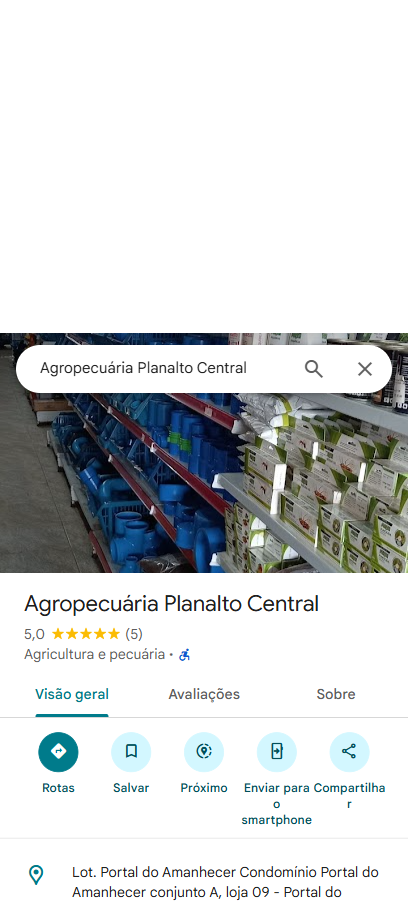 Agropecuária Planalto Central
Agropecuária Planalto Central
5,0 (5)
Agricultura e pecuária ·
Visão geral Avaliações Sobre
Rotas Salvar Próximo Enviar para Compartilha
o r
smartphone
Lot. Portal do Amanhecer Condomínio Portal do
Amanhecer conjunto A, loja 09 - Portal do